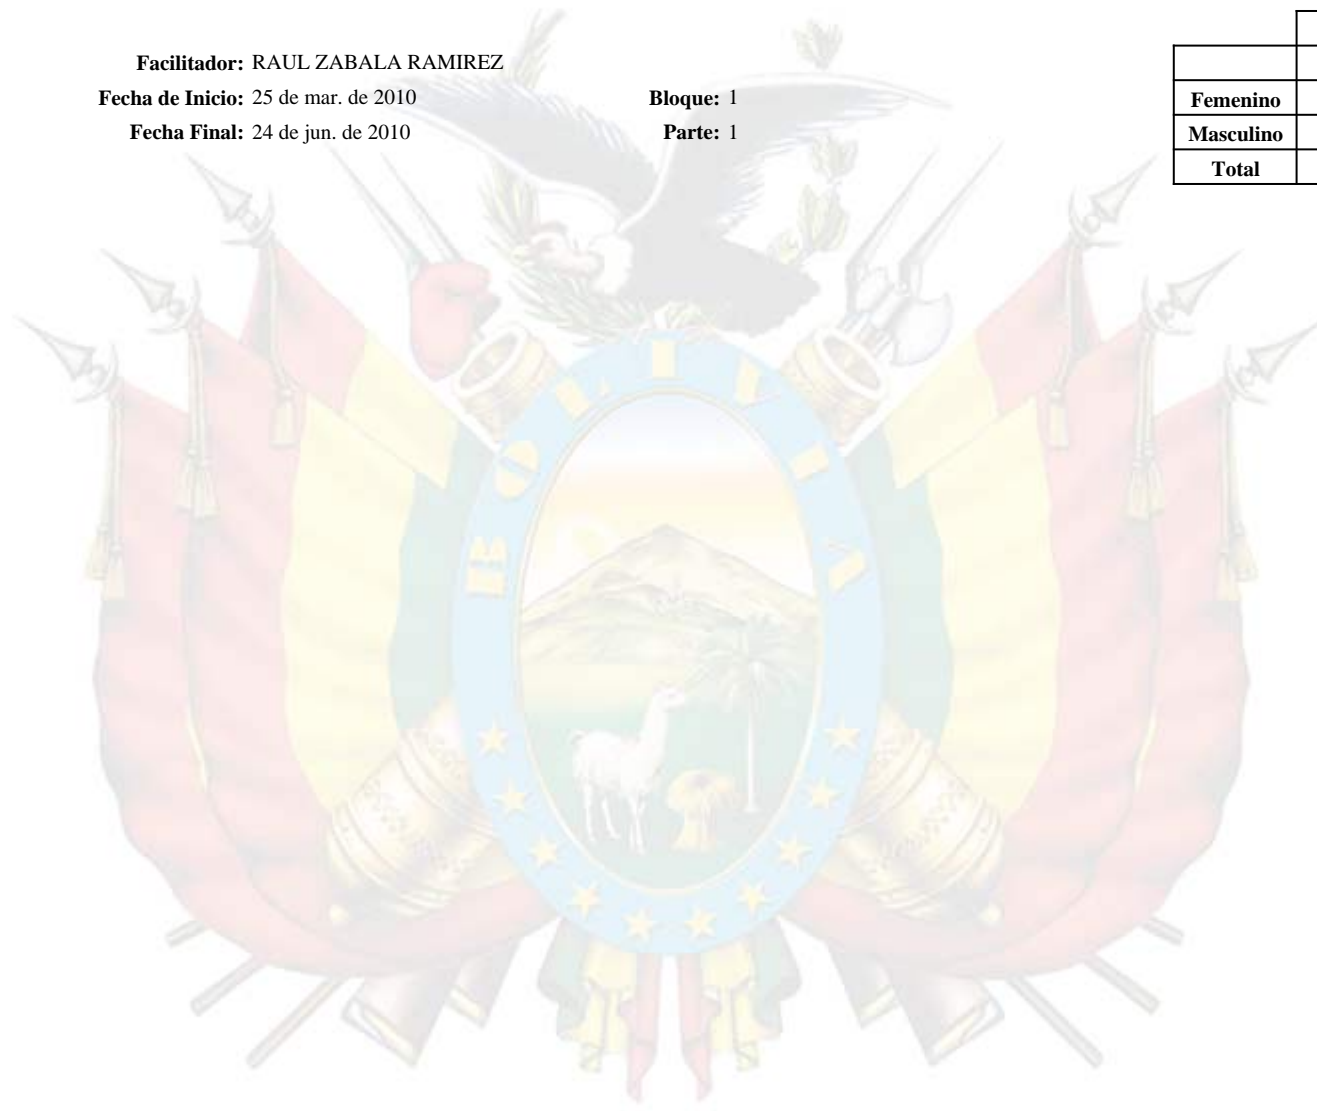 Facilitador: RAUL ZABALA RAMIREZ
Fecha de Inicio: 25 de mar. de 2010 Bloque: 1
Fecha Final: 24 de jun. de 2010 Parte: 1
Femenino
Masculino
Total
BOLIVIA